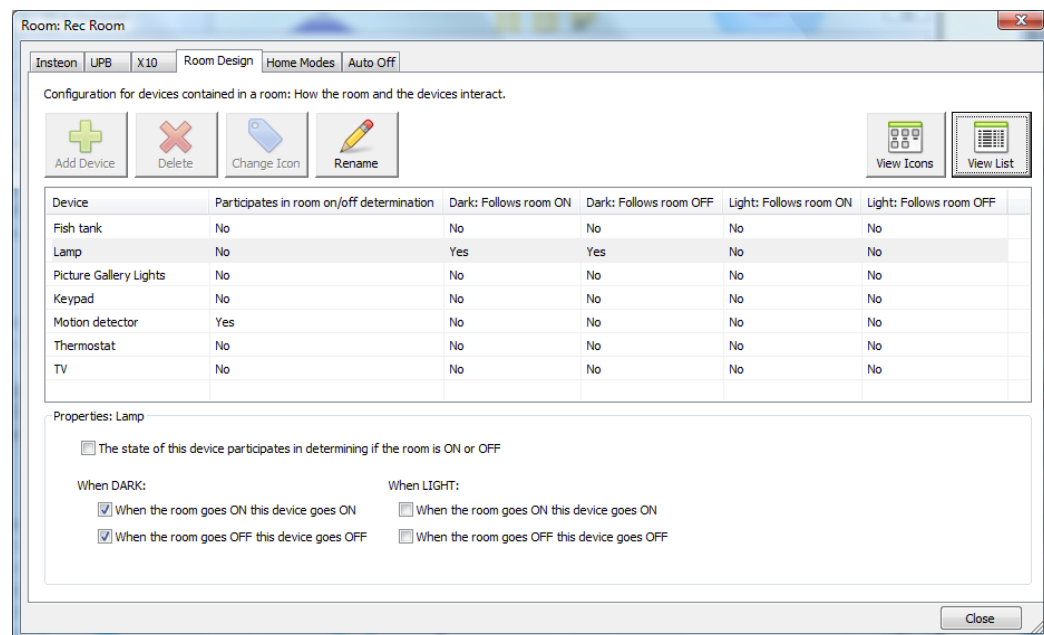 Room: Rec Room
Insteon UPB X10 Room Design Home Modes Auto Off
Configuration for devices contained in a room: How the room and the devices interact.
Add Device Delete Change Icon Rename View Icons View List
Device Participates in room on/off determination Dark: Follows room ON Dark: Follows room OFF Light: Follows room ON Light: Follows room OFF
Fish tank No No No No No
Lamp No Yes Yes No No
Picture Gallery Lights No No No No No
Keypad No No No No No
Motion detector Yes No No No No
Thermostat No No No No No
TV No No No No No
Properties: Lamp
The state of this device participates in determining if the room is ON or OFF
When DARK: When LIGHT:
When the room goes ON this device goes ON When the room goes ON this device goes ON
When the room goes OFF this device goes OFF When the room goes OFF this device goes OFF
Close